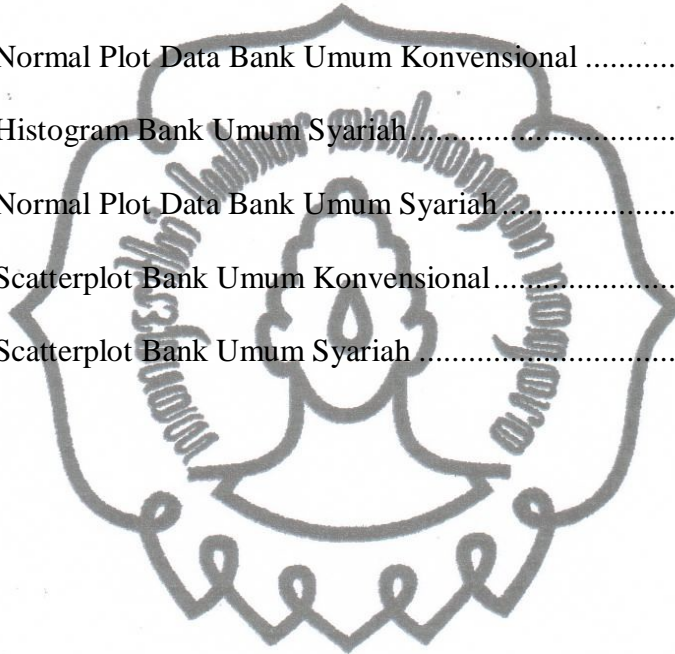 Normal Plot Data Bank Umum Konvensional ............
Histogram Bank Umum Syariah..............................
Normal Plot Data Bank Umum Syariah....................
Scatterplot Bank Umum Konvensional.....................
Scatterplot Bank Umum Syariah .............................